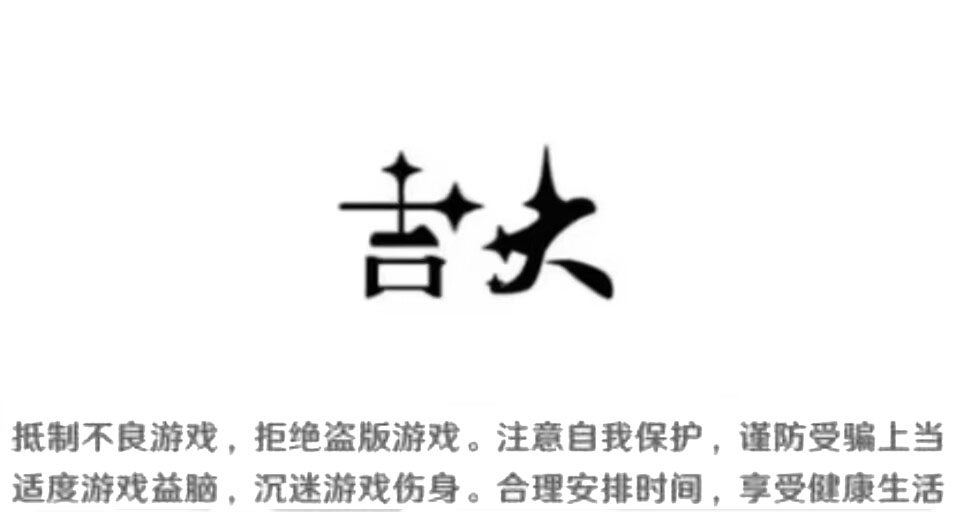 吉大
抵制不良游戏，拒绝盗版游戏。注意自我保护，谨防受骗上当
适度游戏益脑，沉迷游戏伤身。合理安排时间，享受健康生活